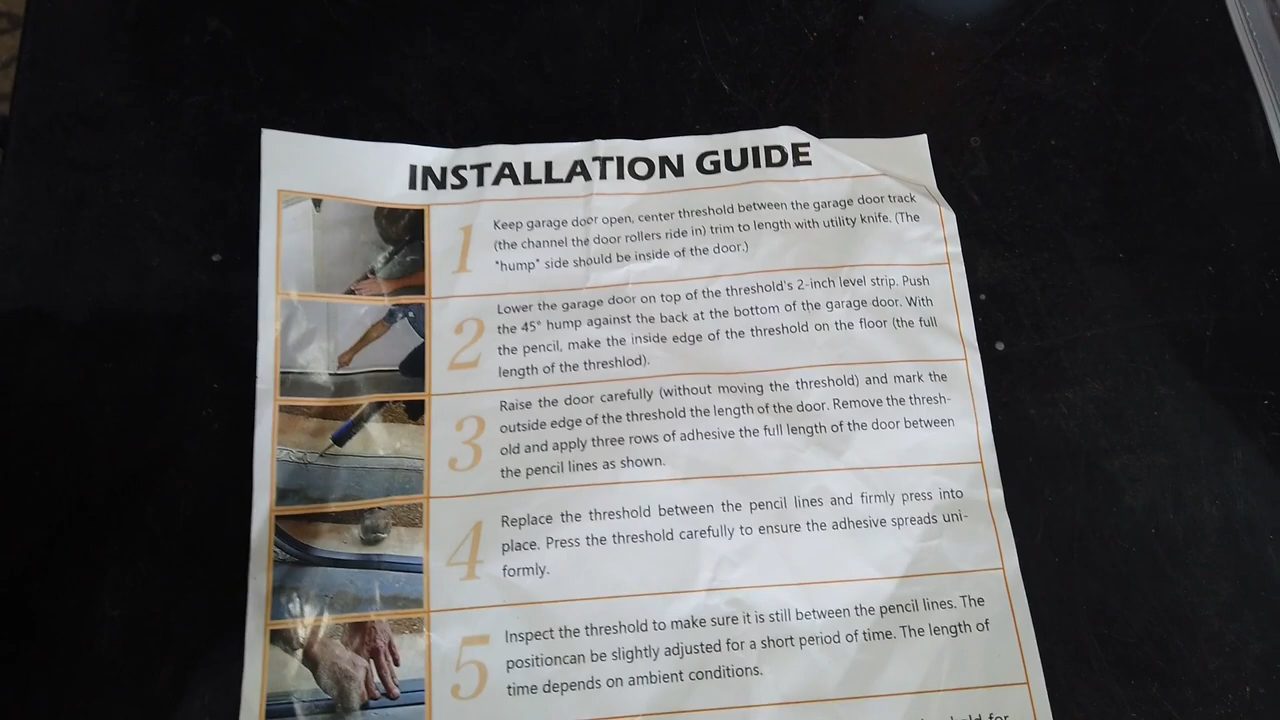 INSTALLATION GUIDE
1
Keep garage door open, center threshold between the garage door track
(the channel the door rollers ride in) trim to length with utility knife. (The
"hump" side should be inside of the door.)
2
Lower the garage door on top of the threshold's 2-inch level strip. Push
the 45° hump against the back at the bottom of the garage door. With
the pencil, make the inside edge of the threshold on the floor (the full
length of the threshlod).
3
Raise the door carefully (without moving the threshold) and mark the
outside edge of the threshold the length of the door. Remove the thresh-
old and apply three rows of adhesive the full length of the door between
the pencil lines as shown.
4
Replace the threshold between the pencil lines and firmly press into
place. Press the threshold carefully to ensure the adhesive spreads uni-
formly.
5
Inspect the threshold to make sure it is still between the pencil lines. The
positioncan be slightly adjusted for a short period of time. The length of
time depends on ambient conditions.
for